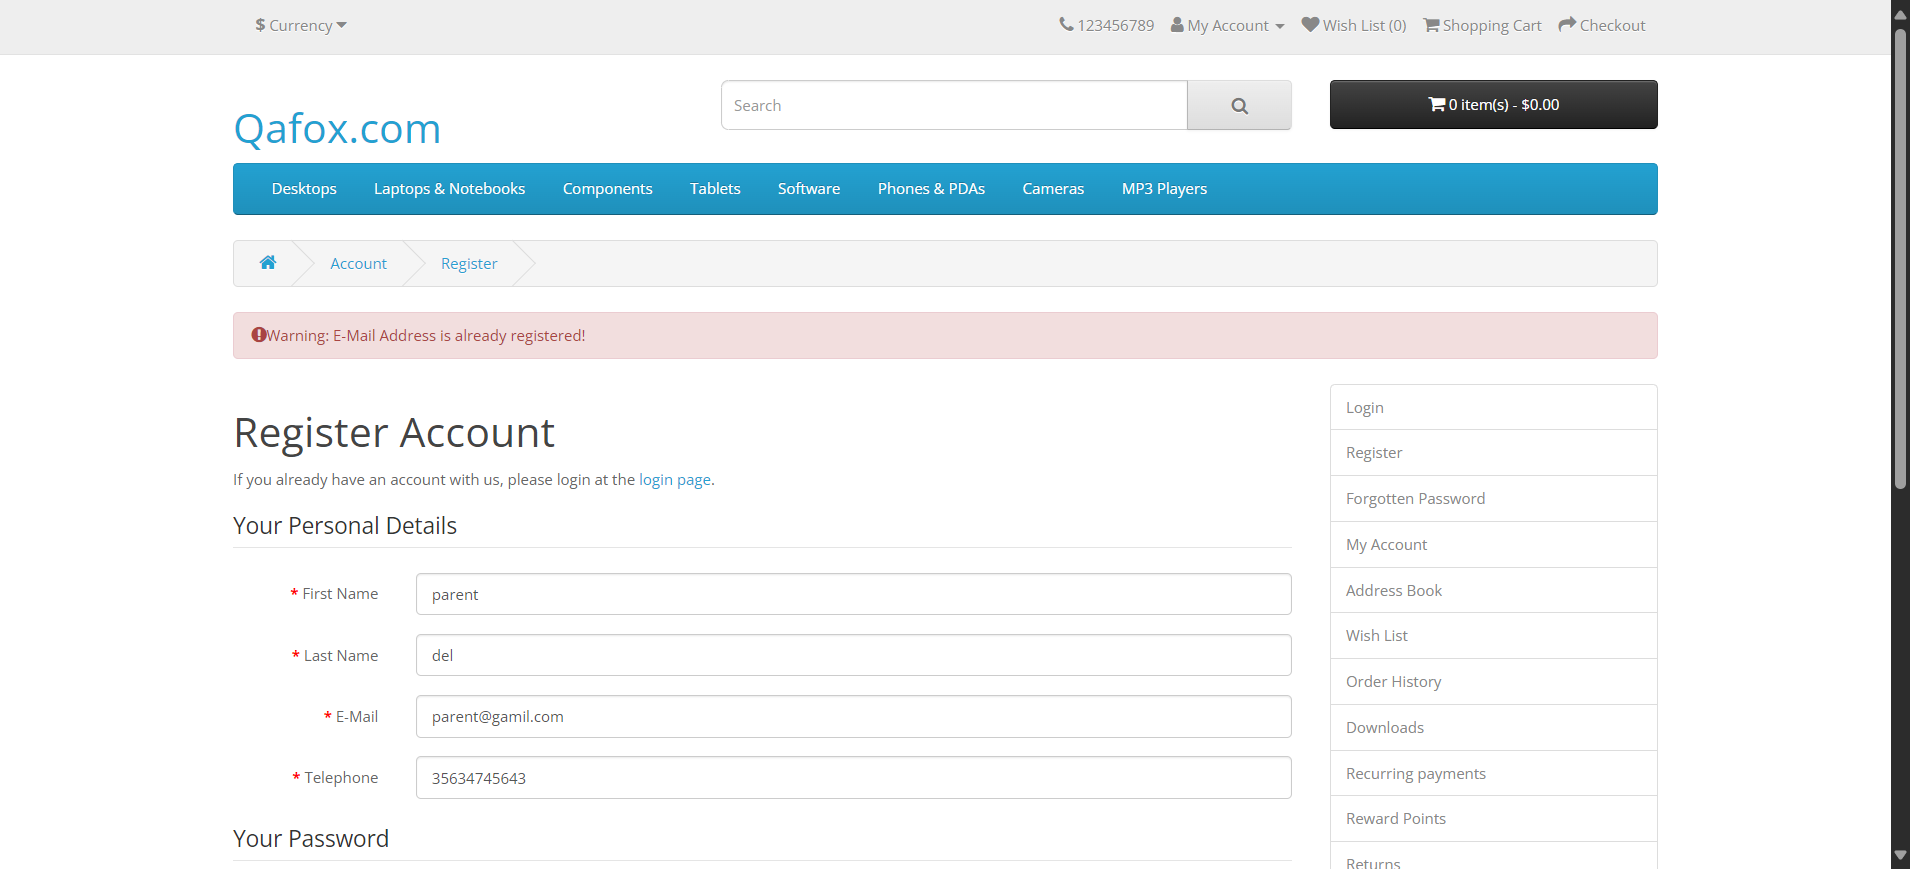 $ Currency
123456789 My Account Wish List (0) Shopping Cart Checkout
Qafox.com
Search
0 item(s) - $0.00
Desktops Laptops & Notebooks Components Tablets Software Phones & PDAs Cameras MP3 Players
Account Register
Warning: E-Mail Address is already registered!
Register Account
If you already have an account with us, please login at the login page.
Your Personal Details
* First Name parent
* Last Name del
* E-Mail parent@gamil.com
* Telephone 35634745643
Your Password
Login
Register
Forgotten Password
My Account
Address Book
Wish List
Order History
Downloads
Recurring payments
Reward Points
Returns